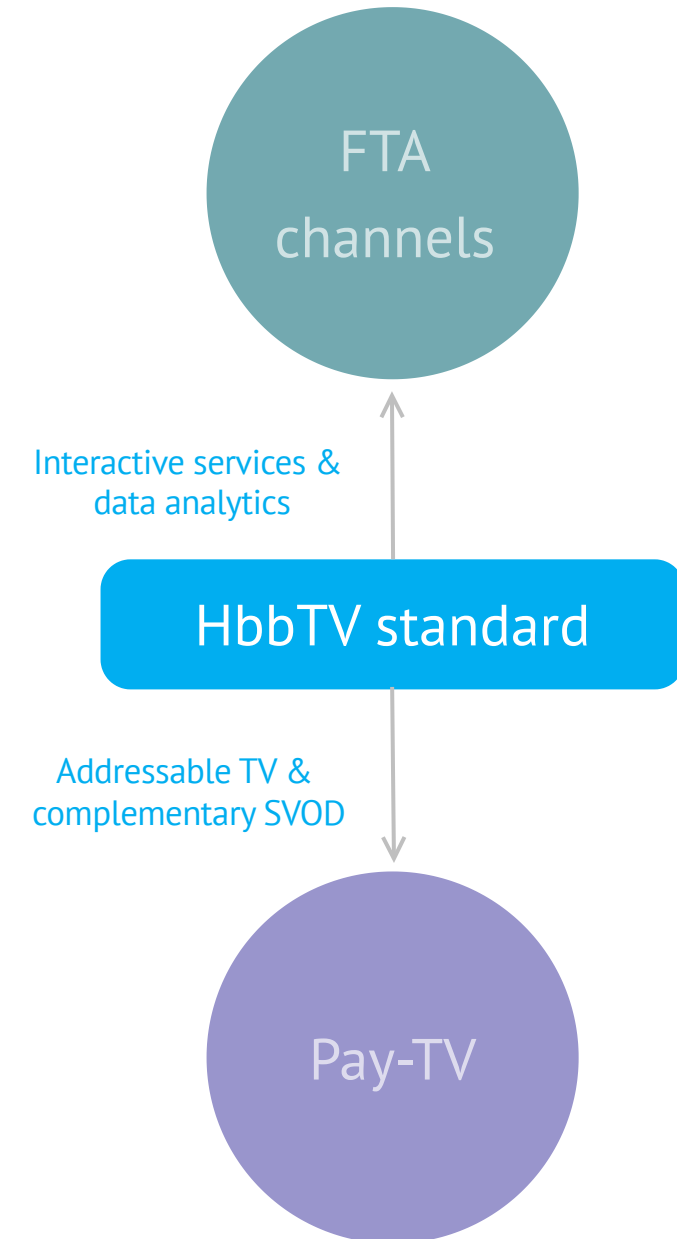 FTA
channels
Interactive services &
data analytics
HbbTV standard
Addressable TV &
complementary SVOD
Pay-TV